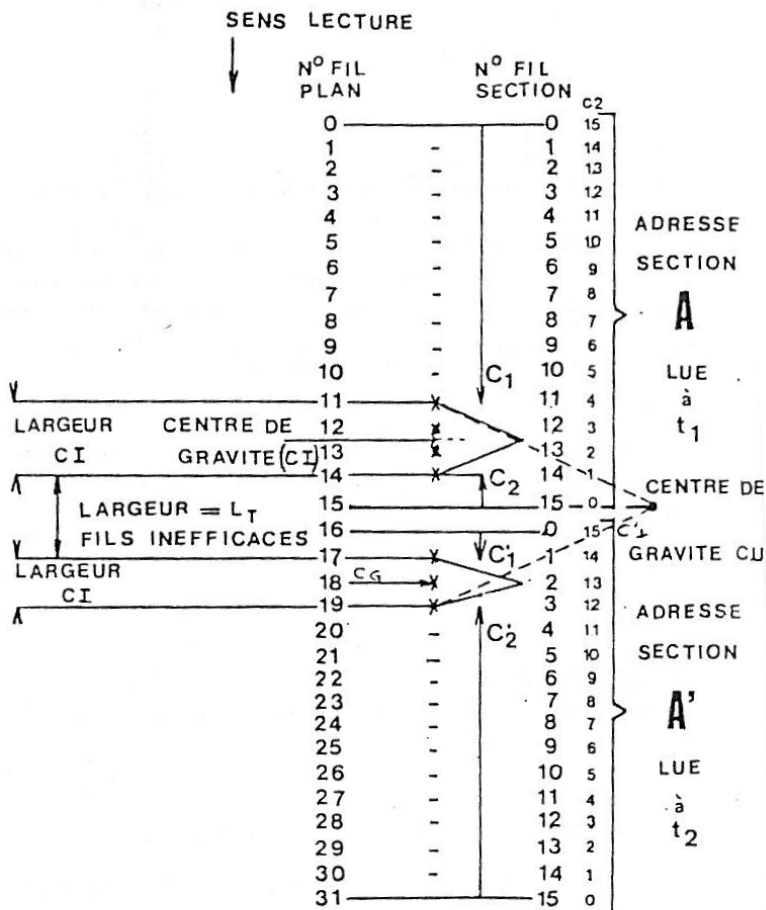 SENS LECTURE
N° FIL PLAN N° FIL SECTION C2
0 - 0 15
1 - 1 14
2 - 2 13
3 - 3 12
4 - 4 11
ADRESSE
5 - 5 10
SECTION
6 - 6 9
7 - 7 8
A
8 - 8 7
9 - 9 6
10 - 10 5
LUE
C1
11 11 4
à
LARGEUR CENTRE DE 12 12 3
t1
CI GRAVITE (CI) 13 13 2
14 C2 14 1
CENTRE DE
LARGEUR = LT 15 15 0
FILS INEFFICACES 16 0 15
17 C'1 1 14
GRAVITE CU
LARGEUR
CI 18 CG 2 13
19 3 12
ADRESSE
20 - C'2 4 11
21 - 5 10
SECTION
22 - 6 9
23 - 7 8
A'
24 - 8 7
25 - 9 6
26 - 10 5
LUE
27 - 11 4
à
28 - 12 3
t2
29 - 13 2
30 - 14 1
31 15 0